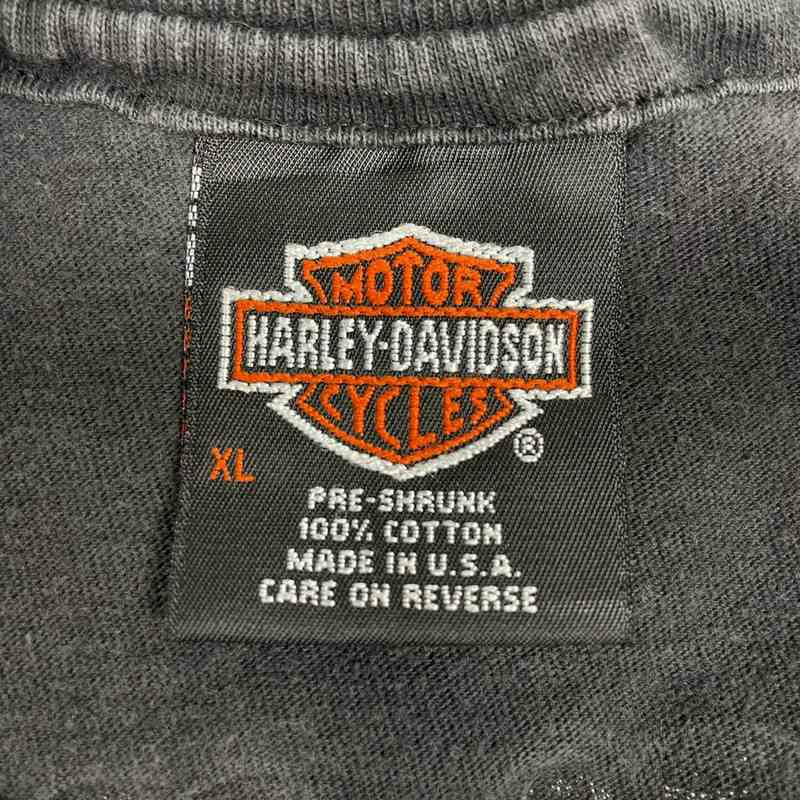 MOTOR
HARLEY-DAVIDSON
CYCLES
®
XL
PRE-SHRUNK
100% COTTON
MADE IN U.S.A.
CARE ON REVERSE